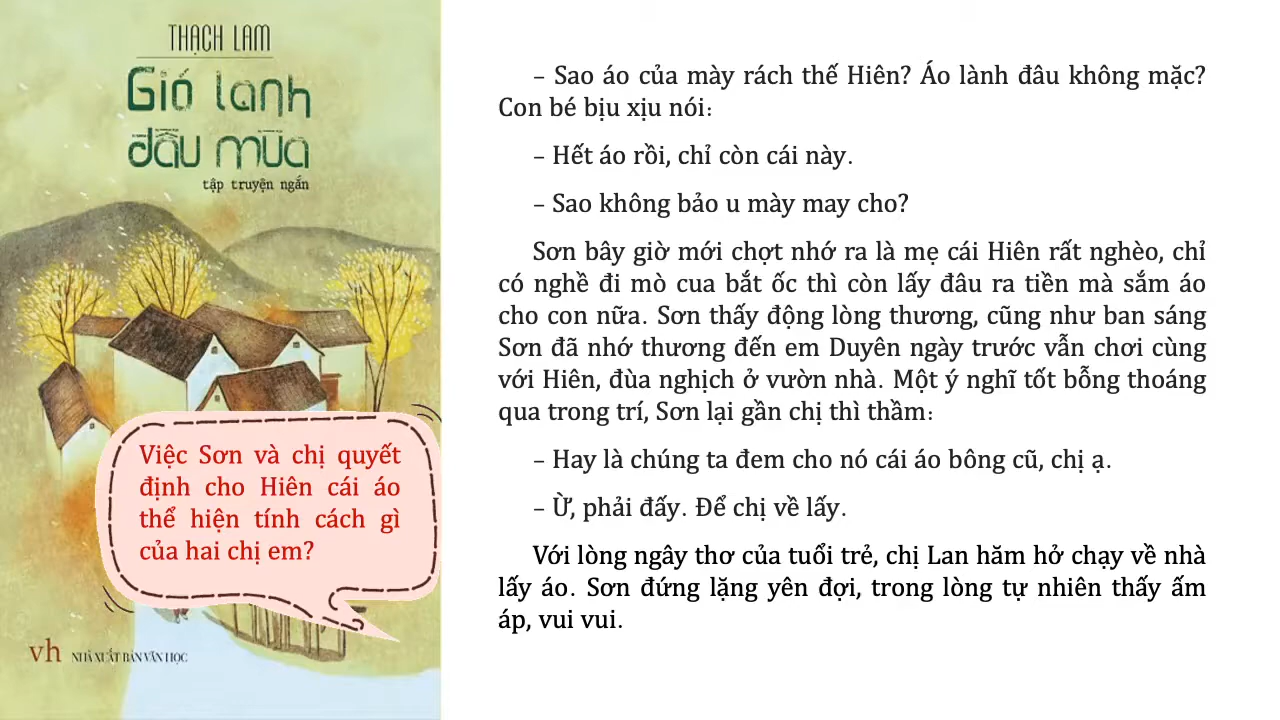 THẠCH LAM
Gió lạnh
đầu mùa
tập truyện ngắn
Việc Sơn và chị quyết
định cho Hiên cái áo
thể hiện tính cách gì
của hai chị em?
vh NHÀ XUẤT BẢN VĂN HỌC
– Sao áo của mày rách thế Hiên? Áo lành đâu không mặc?
Con bé bịu xịu nói:
– Hết áo rồi, chỉ còn cái này.
– Sao không bảo u mày may cho?
Sơn bây giờ mới chợt nhớ ra là mẹ cái Hiên rất nghèo, chỉ
có nghề đi mò cua bắt ốc thì còn lấy đâu ra tiền mà sắm áo
cho con nữa. Sơn thấy động lòng thương, cũng như ban sáng
Sơn đã nhớ thương đến em Duyên ngày trước vẫn chơi cùng
với Hiên, đùa nghịch ở vườn nhà. Một ý nghĩ tốt bỗng thoáng
qua trong trí, Sơn lại gần chị thì thầm:
– Hay là chúng ta đem cho nó cái áo bông cũ, chị ạ.
– Ừ, phải đấy. Để chị về lấy.
Với lòng ngây thơ của tuổi trẻ, chị Lan hăm hở chạy về nhà
lấy áo. Sơn đứng lặng yên đợi, trong lòng tự nhiên thấy ấm
áp, vui vui.